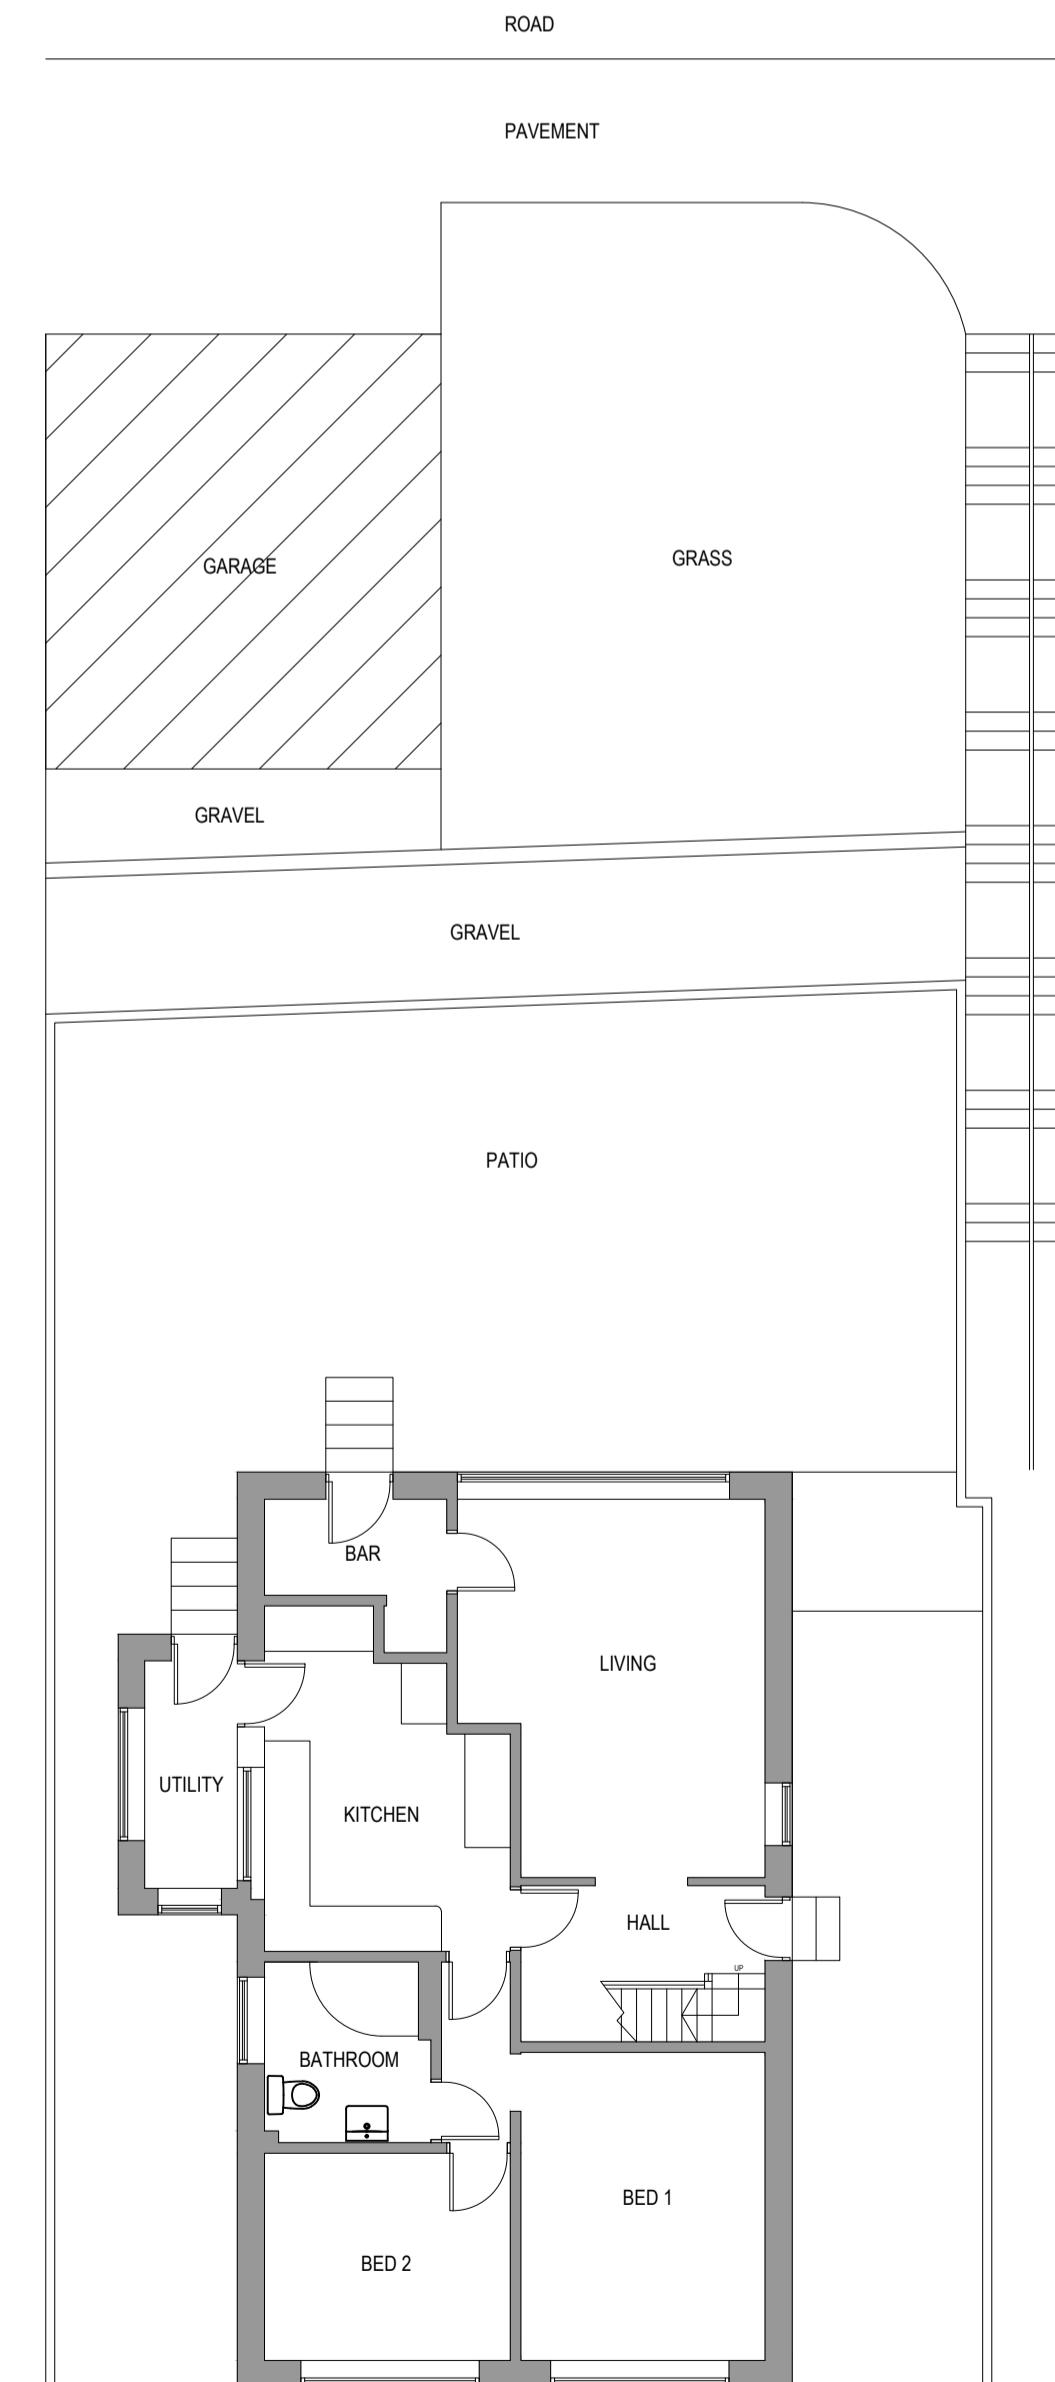 ROAD
PAVEMENT
GRASS
GARAGE
GRAVEL
GRAVEL
PATIO
BAR
LIVING
UTILITY
KITCHEN
HALL
UP
BATHROOM
BED 1
BED 2